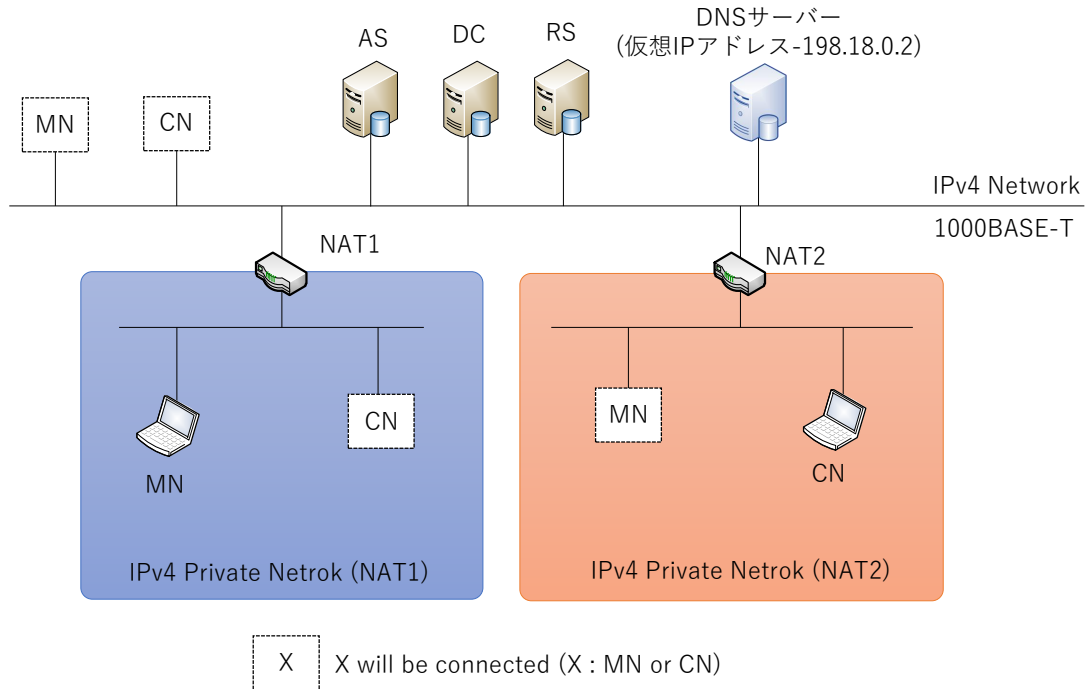 DNSサーバー
(仮想IPアドレス-198.18.0.2)
AS
DC
RS
MN
CN
IPv4 Network
1000BASE-T
NAT1
NAT2
CN
MN
MN
CN
IPv4 Private Netrok (NAT1)
IPv4 Private Netrok (NAT2)
X
X will be connected (X : MN or CN)